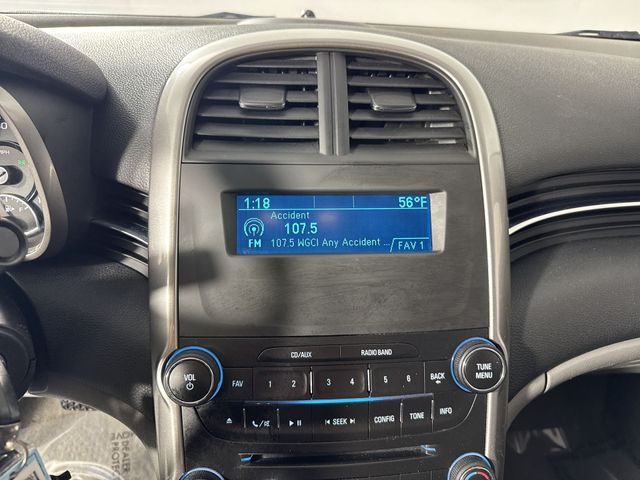 1:18 56°F
Accident
107.5
FM 107.5 WGCI Any Accident ... FAV 1
CD/AUX RADIO BAND
VOL
FAV 1 2 3 4 5 6 BACK
TUNE
MENU
SEEK CONFIG TONE INFO